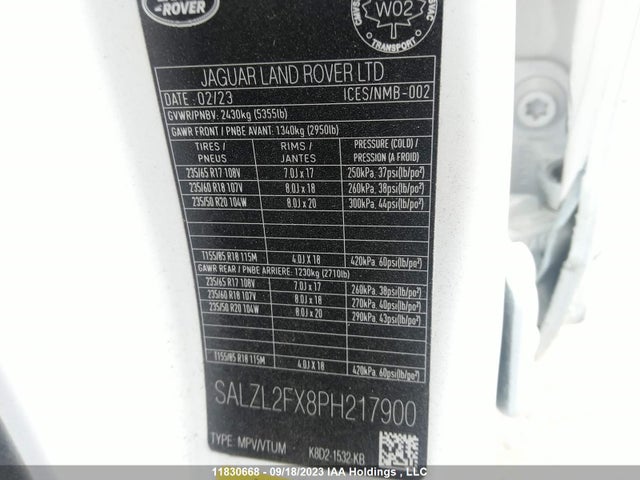 -ROVER
W02
TRANSPORT
JAGUAR LAND ROVER LTD
DATE: 02/23 ICES/NMB-002
GVWR/PNBV: 2430kg (5355lb)
GAWR FRONT / PNBE AVANT: 1340kg (2950lb)
TIRES / PNEUS RIMS / JANTES PRESSURE (COLD) / PRESSION (A FROID)
235/65 R17 108V 7.0J x 17 250kPa, 37psi(lb/po²)
235/60 R18 107V 8.0J x 18 260kPa, 38psi(lb/po²)
235/50 R20 104W 8.0J x 20 300kPa, 44psi(lb/po²)
T155/85 R18 115M 4.0J X 18 420kPa, 60psi(lb/po²)
GAWR REAR / PNBE ARRIERE: 1230kg (2710lb)
235/65 R17 108V 7.0J x 17 260kPa, 38psi(lb/po²)
235/60 R18 107V 8.0J x 18 270kPa, 40psi(lb/po²)
235/50 R20 104W 8.0J x 20 290kPa, 43psi(lb/po²)
T155/85 R18 115M 4.0J X 18 420kPa, 60psi(lb/po²)
SALZL2FX8PH217900
TYPE: MPV/VTUM K8D2-1532-KB
11830668 - 09/18/2023 IAA Holdings , LLC